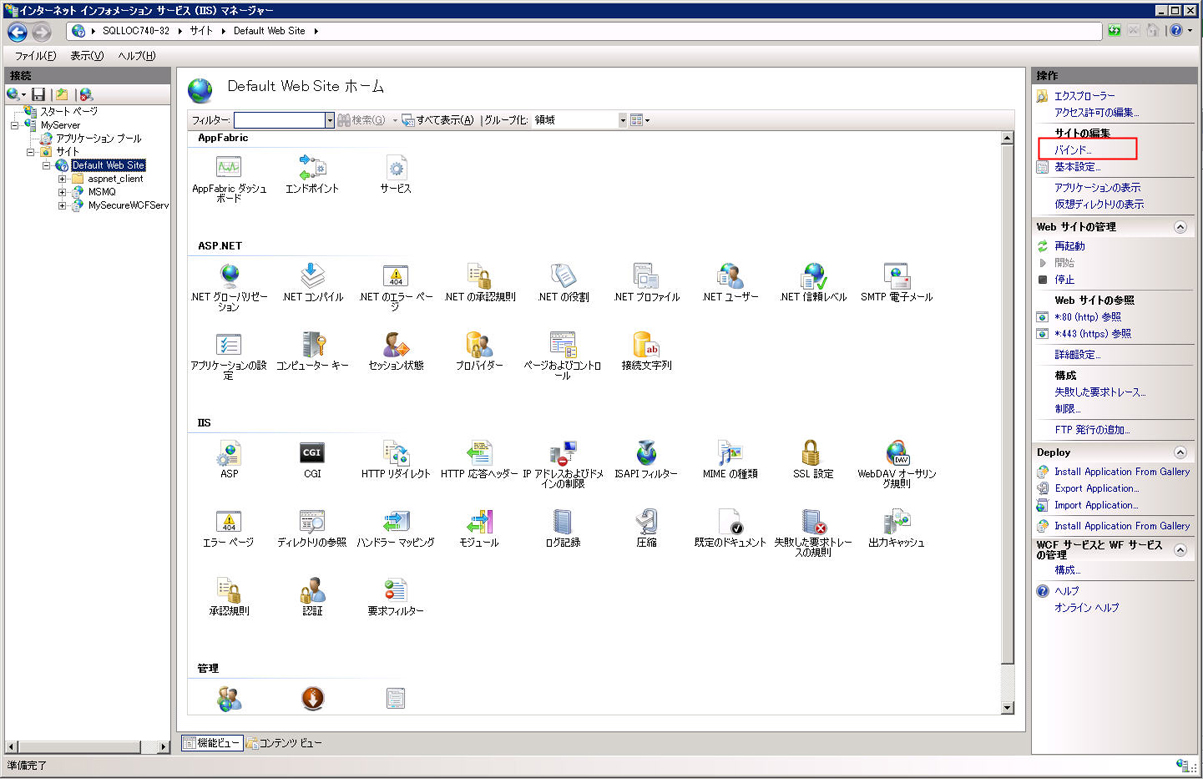 インターネット インフォメーション サービス (IIS) マネージャー
SQLLOC740-32 サイト Default Web Site
ファイル(F) 表示(V) ヘルプ(H)
接続
スタート ページ
MyServer
アプリケーション プール
サイト
Default Web Site
aspnet_client
MSMQ
MySecureWCFServ
Default Web Site ホーム
フィルター: 検索(G) すべて表示(A) グループ化: 領域
AppFabric
AppFabric ダッシュボード
エンドポイント
サービス
ASP.NET
.NET グローバリゼーション
.NET コンパイル
.NET のエラー ページ
.NET の承認規則
.NET の役割
.NET プロファイル
.NET ユーザー
.NET 信頼レベル
SMTP 電子メール
アプリケーションの設定
コンピューター キー
セッション状態
プロバイダー
ページおよびコントロール
接続文字列
IIS
ASP
CGI
CGI
HTTP リダイレクト
HTTP 応答ヘッダー
IP アドレスおよびドメインの制限
ISAPI フィルター
MIME の種類
SSL 設定
WebDAV オーサリング規則
エラー ページ
ディレクトリの参照
ハンドラー マッピング
モジュール
ログ記録
圧縮
既定のドキュメント
失敗した要求トレースの規則
出力キャッシュ
承認規則
認証
要求フィルター
管理
機能ビュー コンテンツ ビュー
準備完了
操作
エクスプローラー
アクセス許可の編集...
サイトの編集
バインド...
基本設定...
アプリケーションの表示
仮想ディレクトリの表示
Web サイトの管理
再起動
開始
停止
Web サイトの参照
*:80 (http) 参照
*:443 (https) 参照
詳細設定...
構成
失敗した要求トレース...
制限...
FTP 発行の追加...
Deploy
Install Application From Gallery
Export Application...
Import Application...
Install Application From Gallery
WCF サービスと WF サービス
の管理
構成...
ヘルプ
オンライン ヘルプ